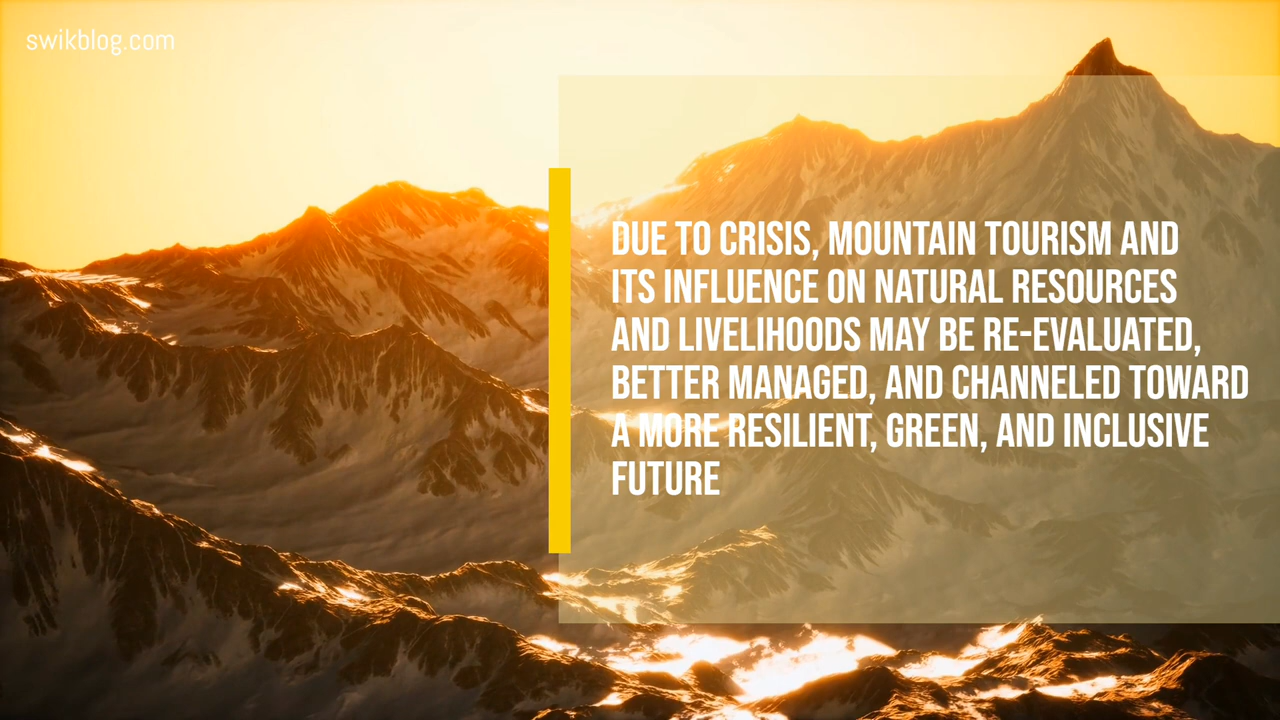 swikblog.com
DUE TO CRISIS, MOUNTAIN TOURISM AND
ITS INFLUENCE ON NATURAL RESOURCES
AND LIVELIHOODS MAY BE RE-EVALUATED,
BETTER MANAGED, AND CHANNELED TOWARD
A MORE RESILIENT, GREEN, AND INCLUSIVE
FUTURE